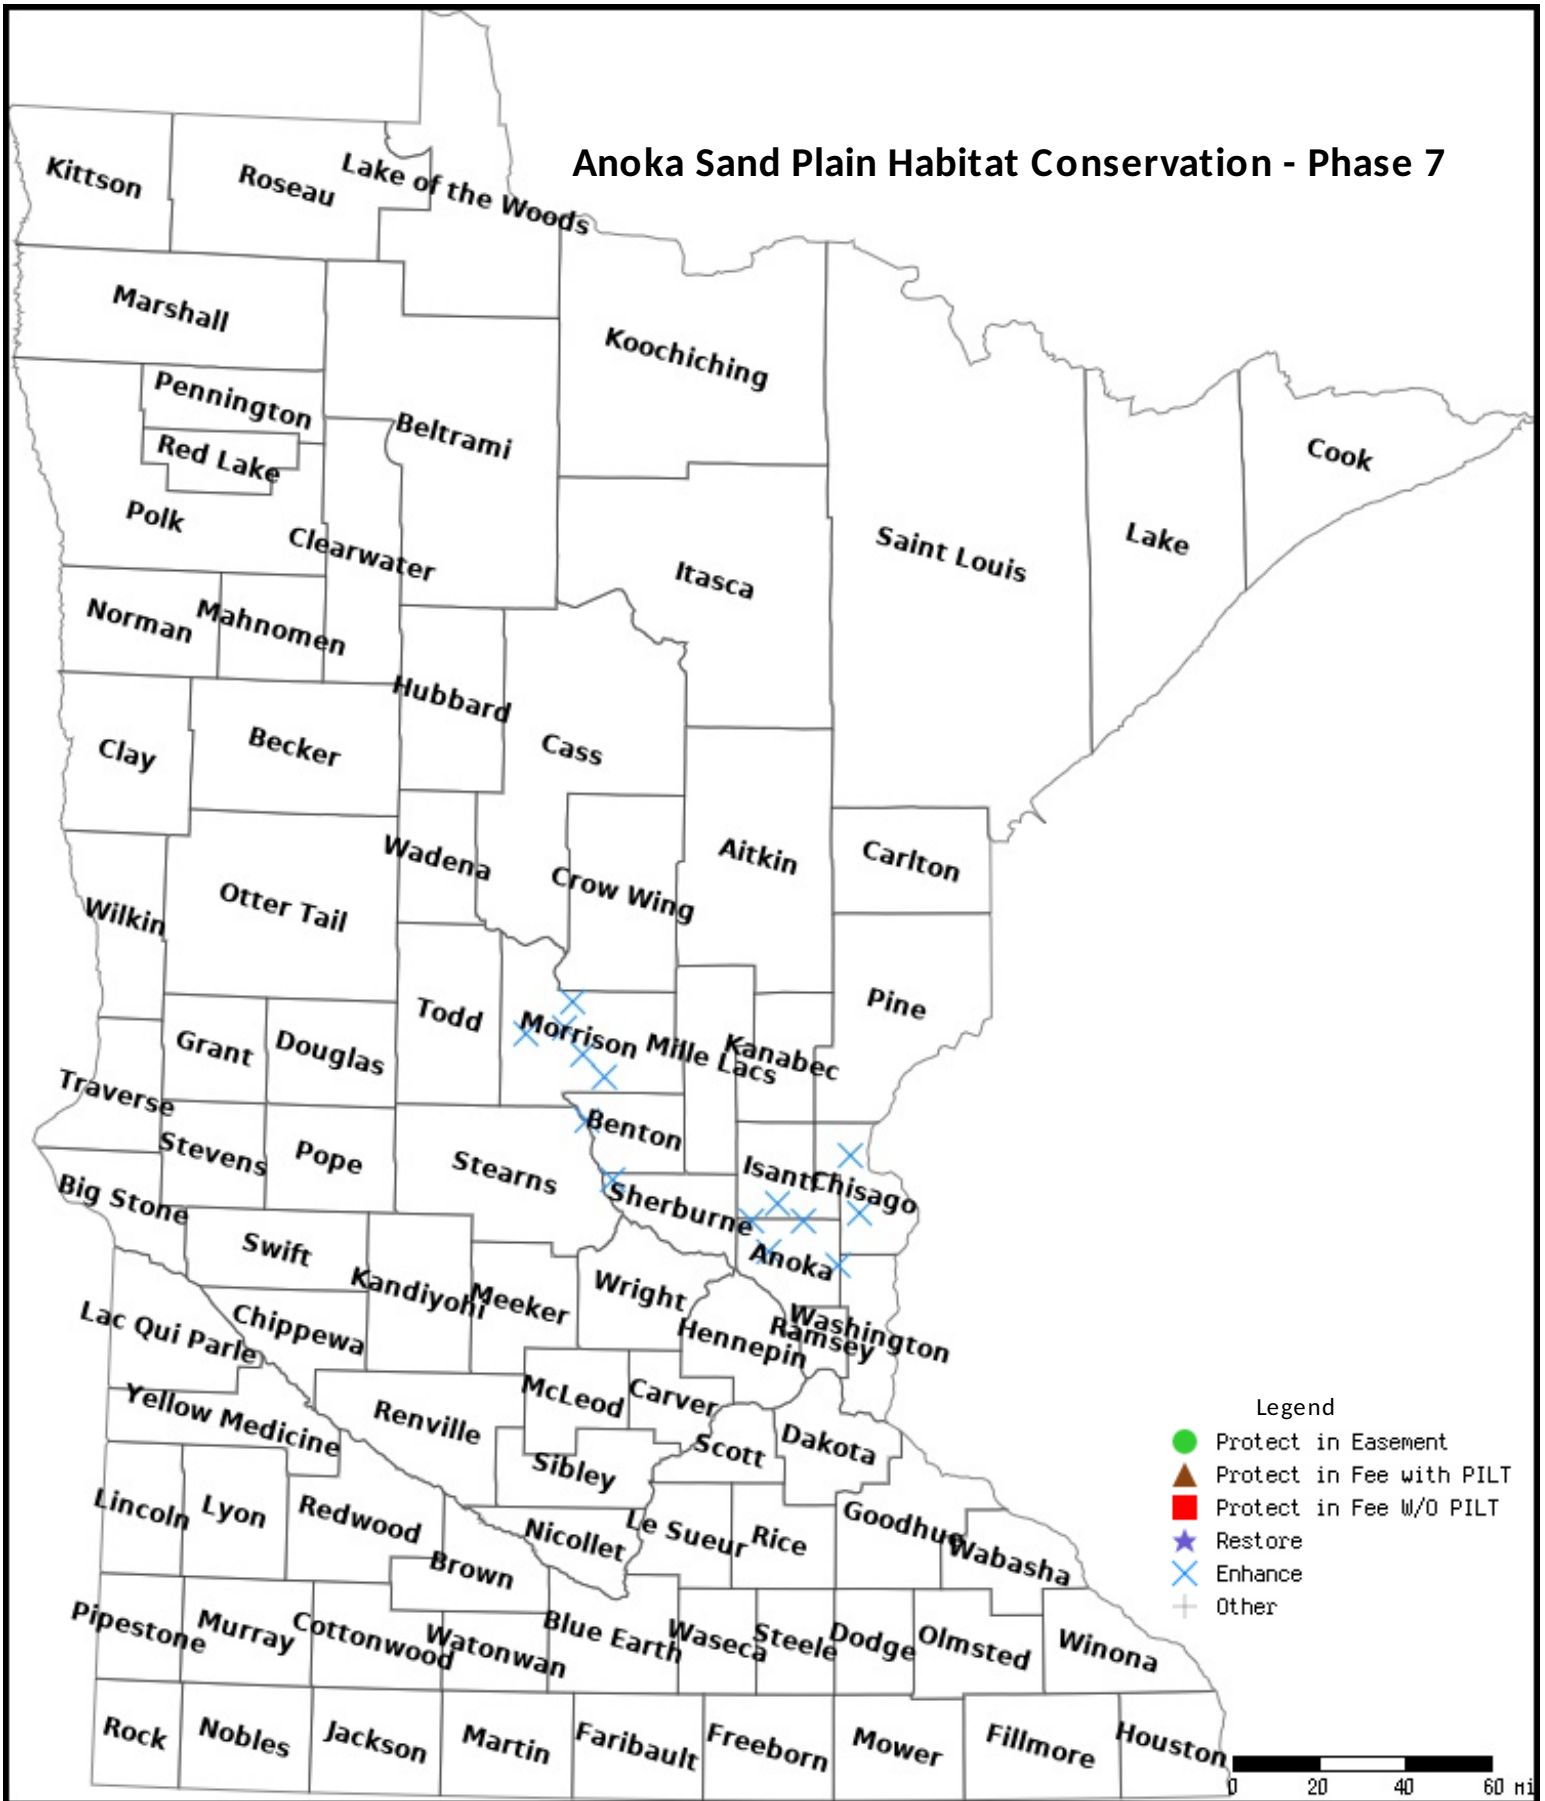 Anoka Sand Plain Habitat Conservation - Phase 7
Kittson
Roseau
Lake of the Woods
Marshall
Koochiching
Pennington
Beltrami
Red Lake
Cook
Polk
Clearwater
Saint Louis
Lake
Itasca
Norman
Mahnomen
Hubbard
Cass
Clay
Becker
Wadena
Aitkin
Carlton
Crow Wing
Otter Tail
Wilkin
Todd
Morrison
Mille Lacs
Kanabec
Pine
Grant
Douglas
Traverse
Stevens
Pope
Stearns
Benton
Isanti
Chisago
Big Stone
Sherburne
Swift
Anoka
Kandiyohi
Meeker
Wright
Lac Qui Parle
Chippewa
Hennepin
Ramsey
Washington
McLeod
Carver
Yellow Medicine
Renville
Scott
Dakota
Sibley
Legend
Protect in Easement
Protect in Fee with PILT
Protect in Fee W/O PILT
Restore
Enhance
Other
Lincoln
Lyon
Redwood
Nicollet
Le Sueur
Rice
Goodhue
Wabasha
Brown
Pipestone
Murray
Cottonwood
Watonwan
Blue Earth
Waseca
Steele
Dodge
Olmsted
Winona
Rock
Nobles
Jackson
Martin
Faribault
Freeborn
Mower
Fillmore
Houston
0 20 40 60 mi